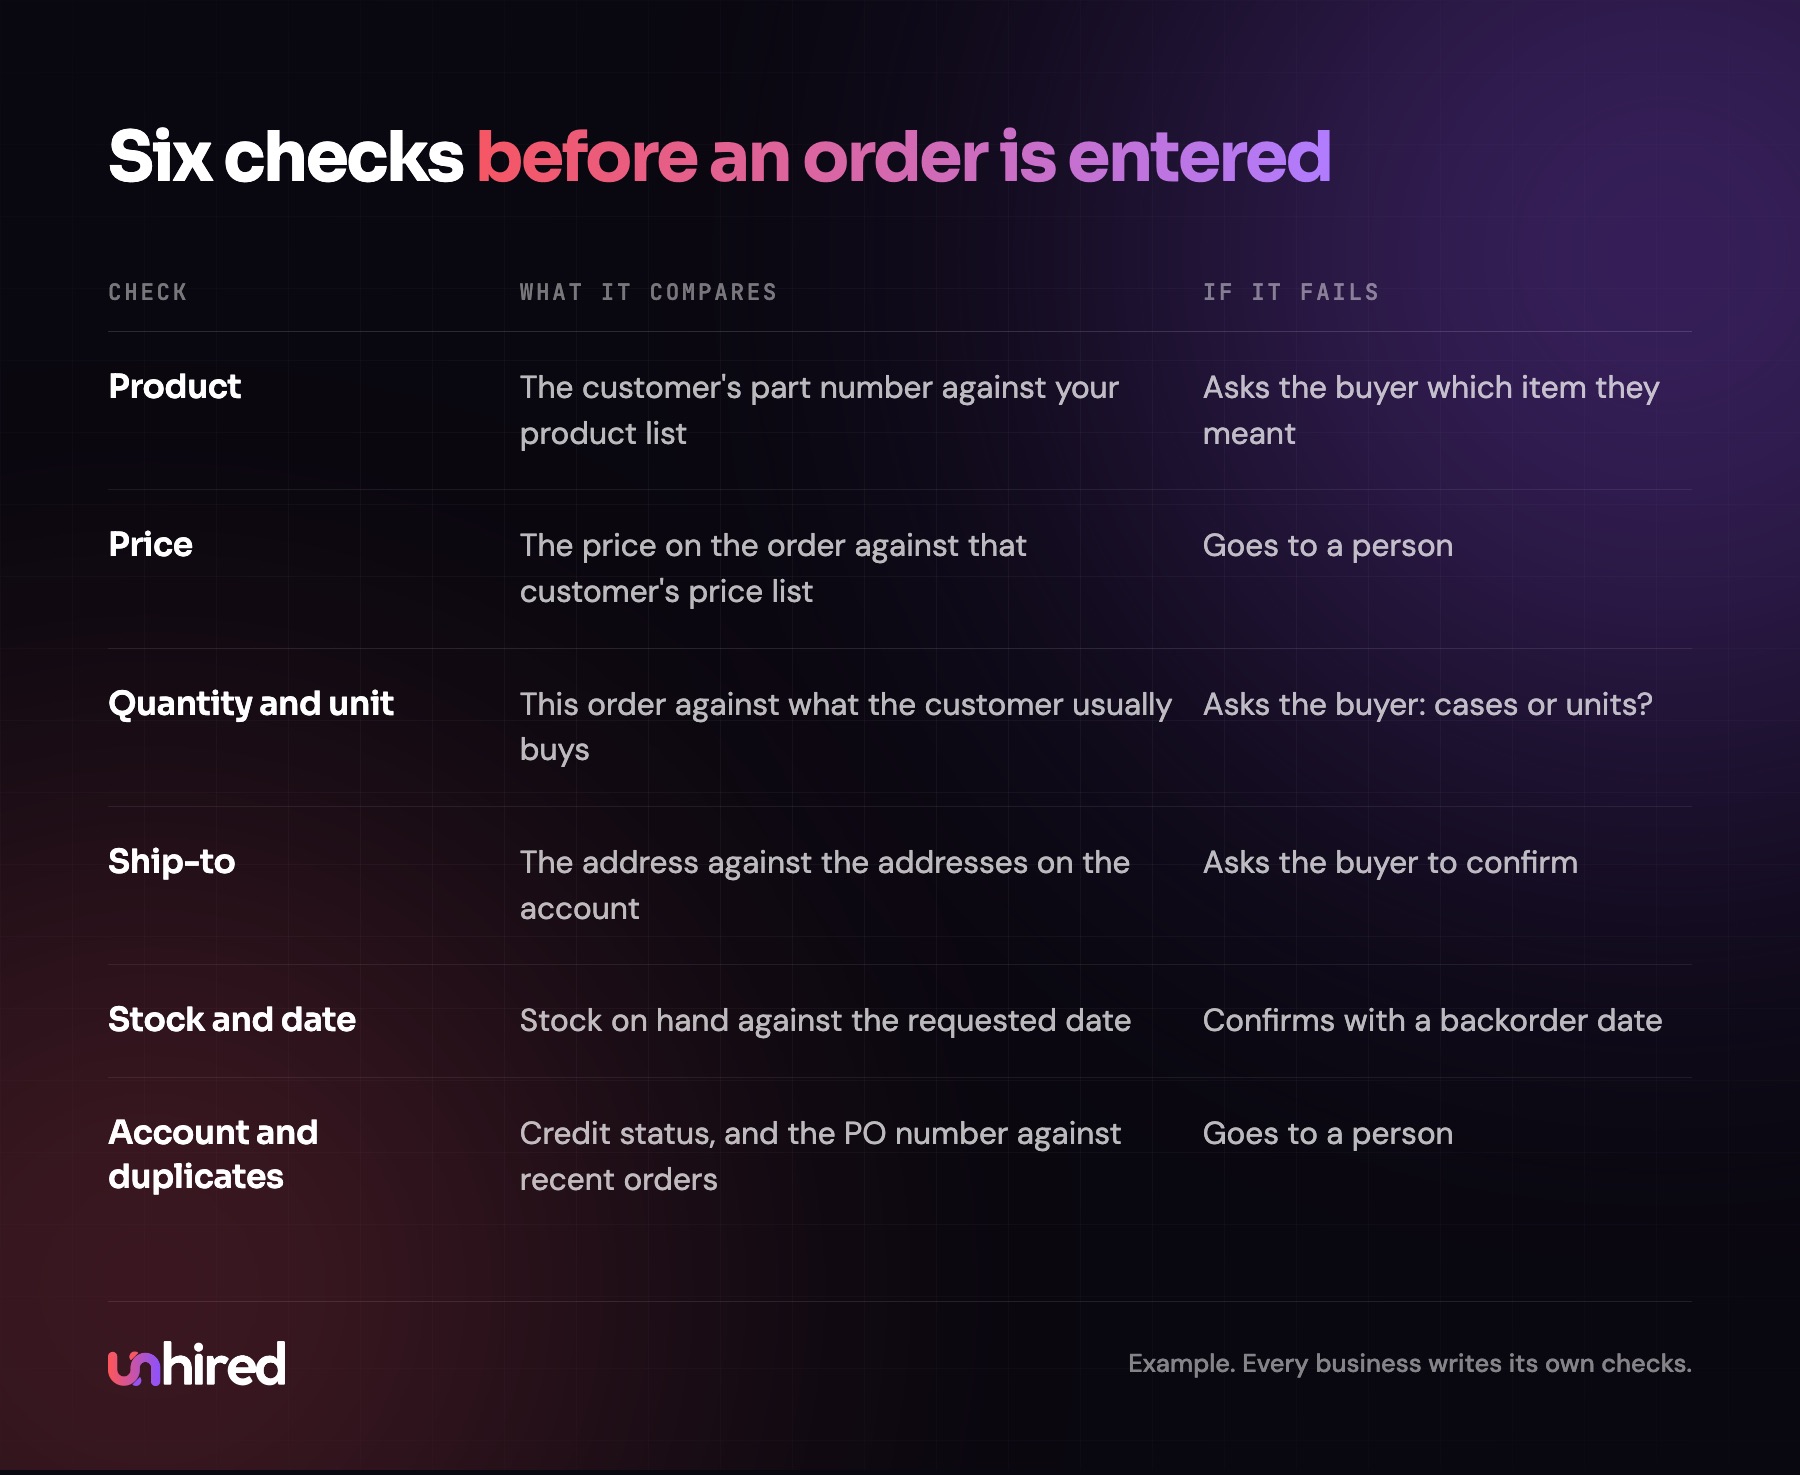 Six checks before an order is entered
CHECK WHAT IT COMPARES IF IT FAILS
Product The customer's part number against your Asks the buyer which item they
product list meant
Price The price on the order against that Goes to a person
customer's price list
Quantity and unit This order against what the customer usually Asks the buyer: cases or units?
buys
Ship-to The address against the addresses on the Asks the buyer to confirm
account
Stock and date Stock on hand against the requested date Confirms with a backorder date
Account and Credit status, and the PO number against Goes to a person
duplicates recent orders
unhired Example. Every business writes its own checks.